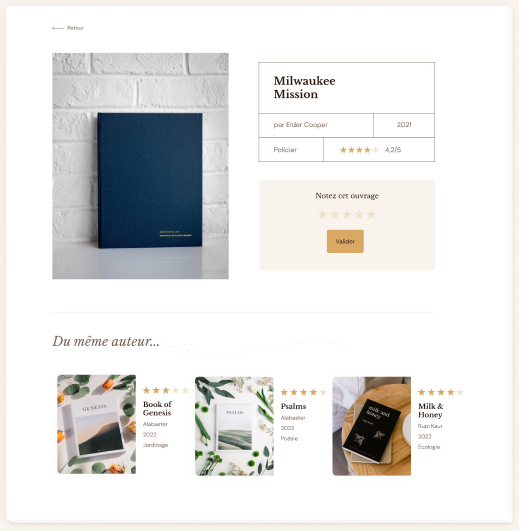 Retour
Milwaukee
Mission
par Elder Cooper
2021
Policier
4,2/5
Notez cet ouvrage
Valider
Du même auteur...
GENESIS
Book of
Genesis
Alabaster
2022
Jardinage
PSALMS
Psalms
Alabaster
2022
Poésie
milk and
honey
Milk &
Honey
Rupi Kaur
2022
Ecologie